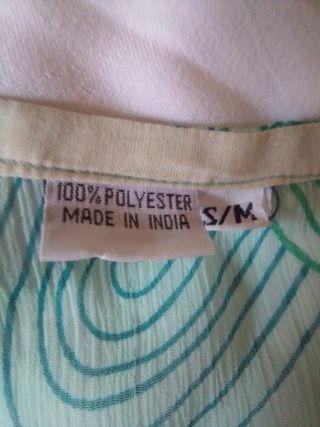 100% POLYESTER
MADE IN INDIA
S/M